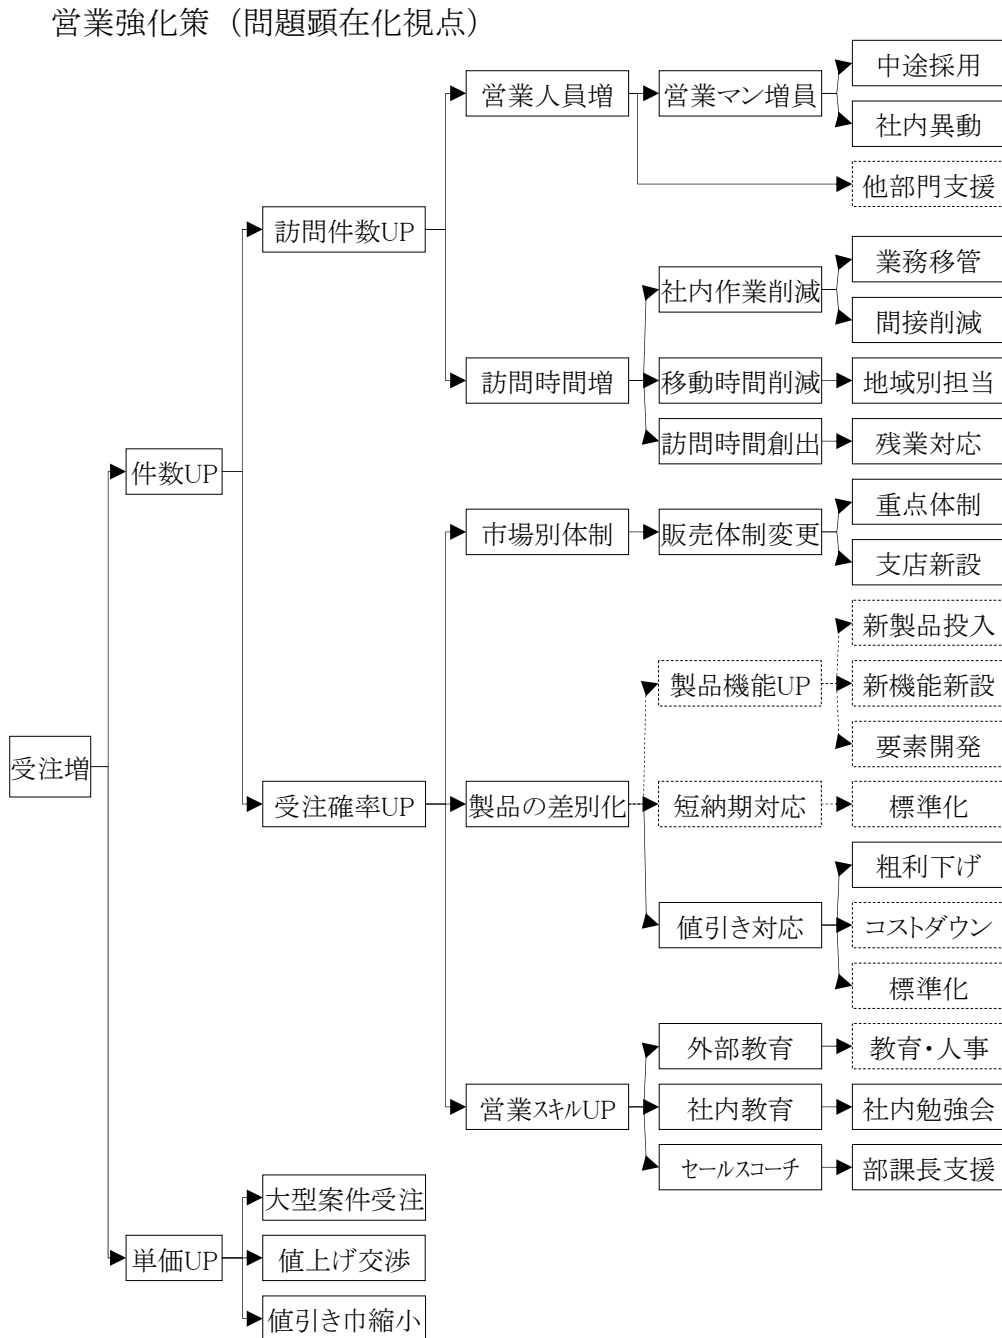 営業強化策（問題顕在化視点）
受注増
件数UP
訪問件数UP
営業人員増
営業マン増員
中途採用
社内異動
他部門支援
訪問時間増
社内作業削減
業務移管
間接削減
移動時間削減
地域別担当
訪問時間創出
残業対応
受注確率UP
市場別体制
販売体制変更
重点体制
支店新設
製品の差別化
製品機能UP
新製品投入
新機能新設
要素開発
短納期対応
標準化
値引き対応
粗利下げ
コストダウン
標準化
営業スキルUP
外部教育
教育・人事
社内教育
社内勉強会
セールスコーチ
部課長支援
単価UP
大型案件受注
値上げ交渉
値引き巾縮小